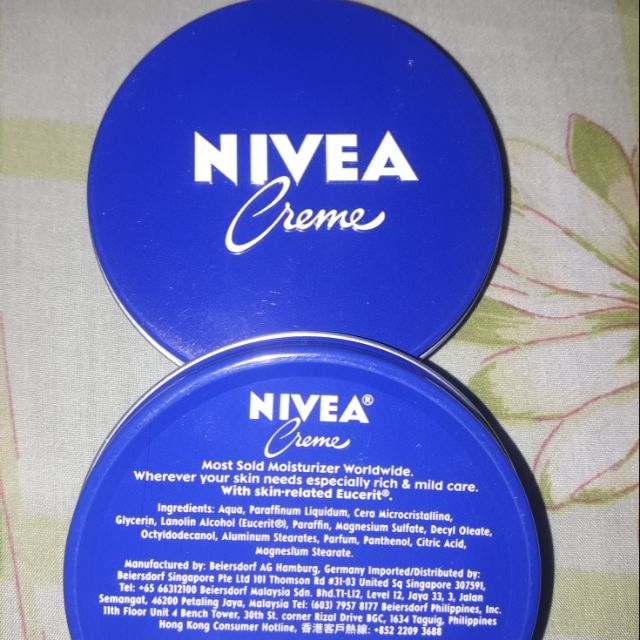 NIVEA
Creme
NIVEA®
Creme
Most Sold Moisturizer Worldwide.
Wherever your skin needs especially rich & mild care.
With skin-related Eucerit®.
Ingredients: Aqua, Paraffinum Liquidum, Cera Microcristallina,
Glycerin, Lanolin Alcohol (Eucerit®), Paraffin, Magnesium Sulfate, Decyl Oleate,
Octyldodecanol, Aluminum Stearates, Parfum, Panthenol, Citric Acid,
Magnesium Stearate.
Manufactured by: Beiersdorf AG Hamburg, Germany Imported/Distributed by:
Beiersdorf Singapore Pte Ltd 101 Thomson Rd #31-03 United Sq Singapore 307591,
Tel: +65 66312100 Beiersdorf Malaysia Sdn. Bhd.T1-L12, Level 12, Jaya 33, 3, Jalan
Semangat, 46200 Petaling Jaya, Malaysia Tel: (603) 7957 8177 Beiersdorf Philippines, Inc.
11th Floor Unit 4 Bench Tower, 30th St. corner Rizal Drive BGC, 1634 Taguig, Philippines
Hong Kong Consumer Hotline, 香港客戶熱線: +852 2209 3688